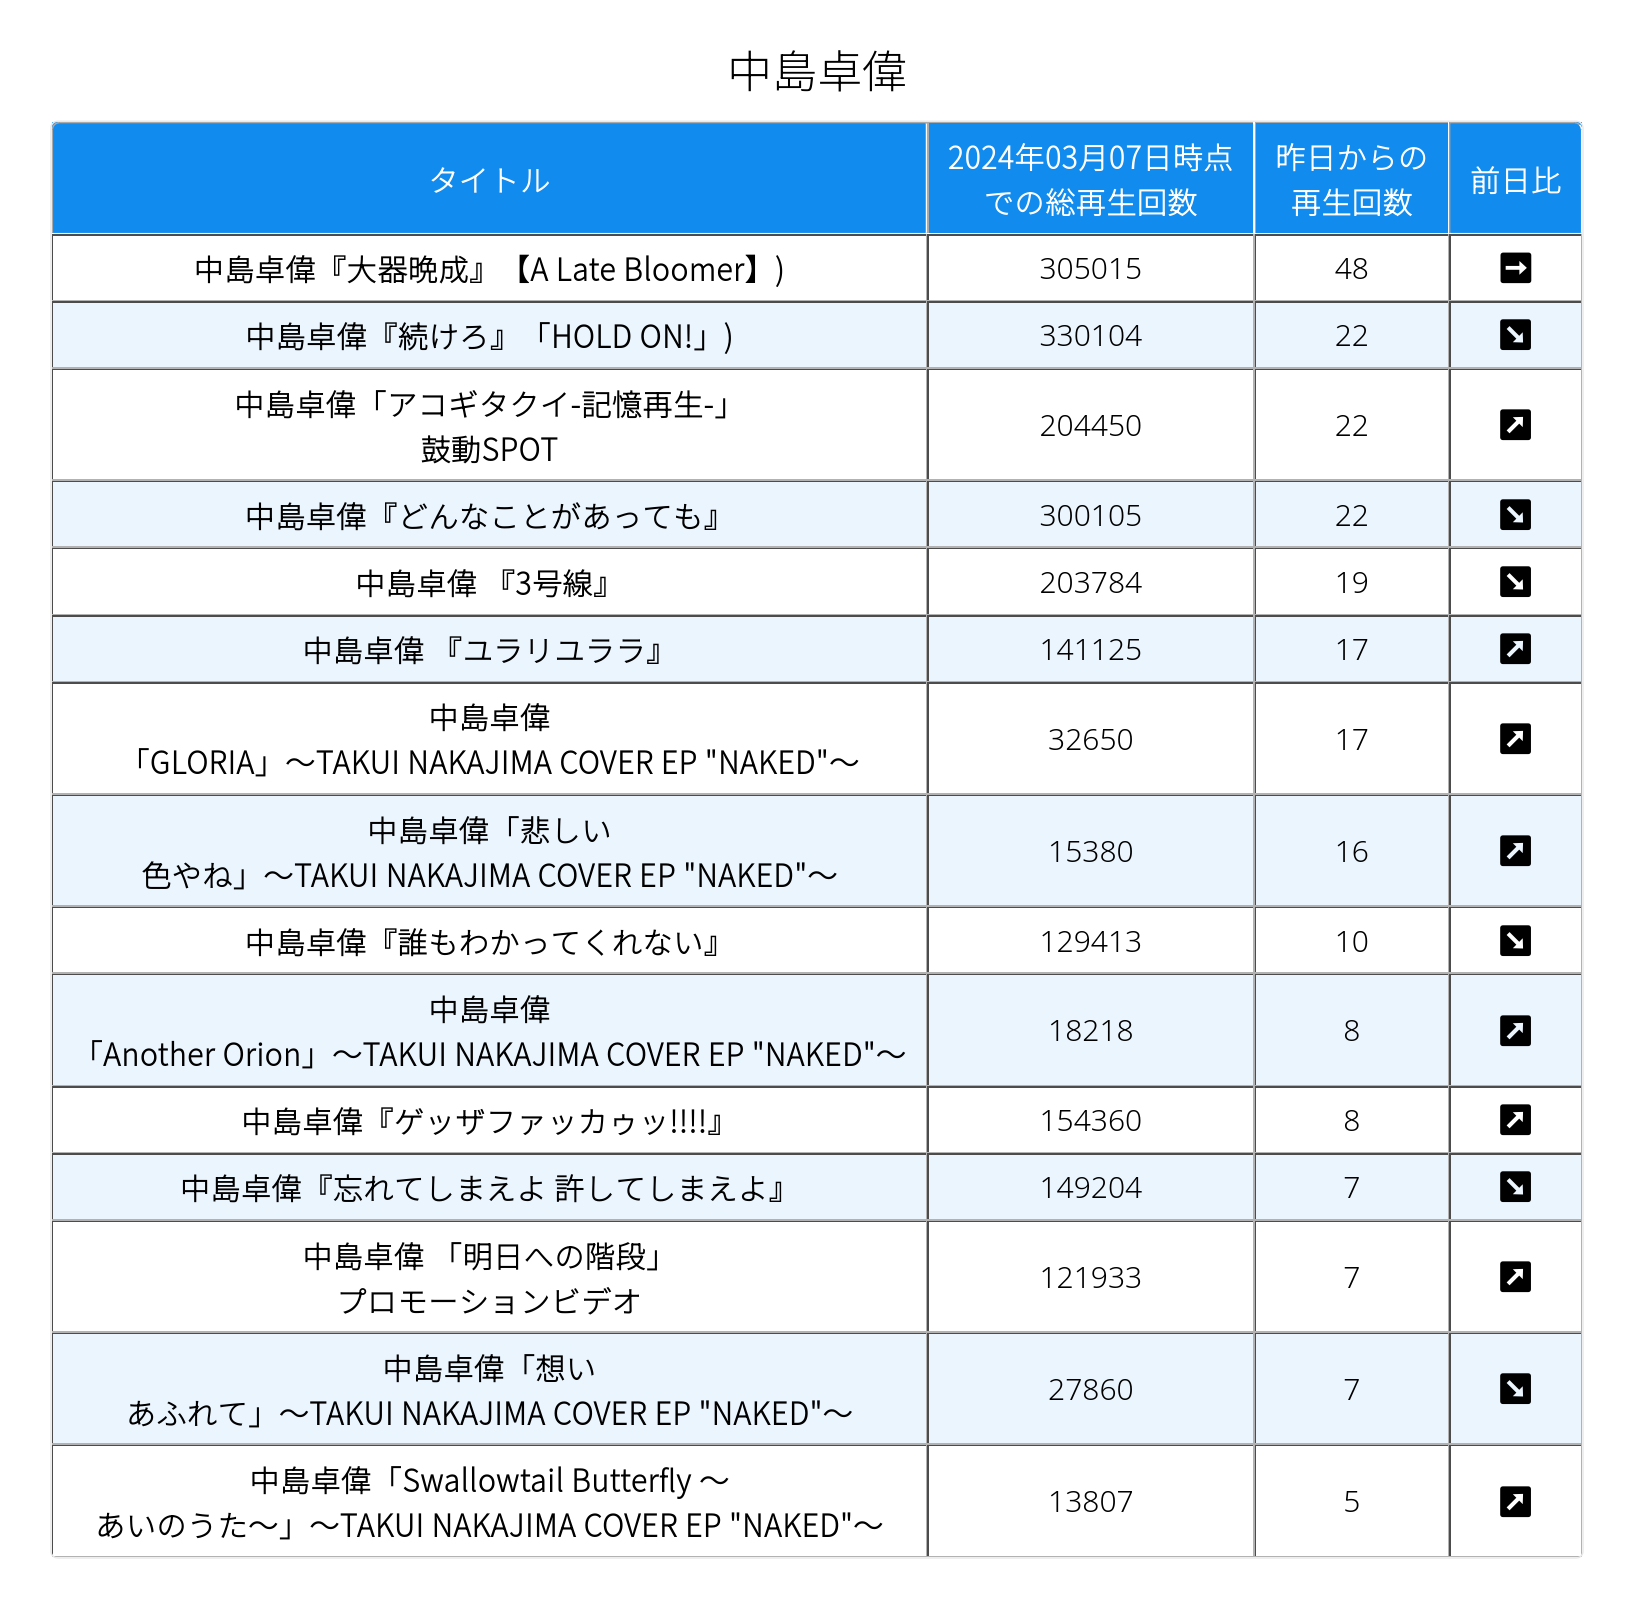 中島卓偉
タイトル
2024年03月07日時点
での総再生回数
昨日からの
再生回数
前日比
中島卓偉『大器晩成』【A Late Bloomer】)
305015
48
中島卓偉『続けろ』「HOLD ON!」)
330104
22
中島卓偉「アコギタクイ-記憶再生-」
鼓動SPOT
204450
22
中島卓偉『どんなことがあっても』
300105
22
中島卓偉 『3号線』
203784
19
中島卓偉 『ユラリユララ』
141125
17
中島卓偉
「GLORIA」～TAKUI NAKAJIMA COVER EP "NAKED"～
32650
17
中島卓偉「悲しい
色やね」～TAKUI NAKAJIMA COVER EP "NAKED"～
15380
16
中島卓偉『誰もわかってくれない』
129413
10
中島卓偉
「Another Orion」～TAKUI NAKAJIMA COVER EP "NAKED"～
18218
8
中島卓偉『ゲッザファッカゥッ!!!!』
154360
8
中島卓偉『忘れてしまえよ 許してしまえよ』
149204
7
中島卓偉 「明日への階段」
プロモーションビデオ
121933
7
中島卓偉「想い
あふれて」～TAKUI NAKAJIMA COVER EP "NAKED"～
27860
7
中島卓偉「Swallowtail Butterfly ～
あいのうた～」～TAKUI NAKAJIMA COVER EP "NAKED"～
13807
5